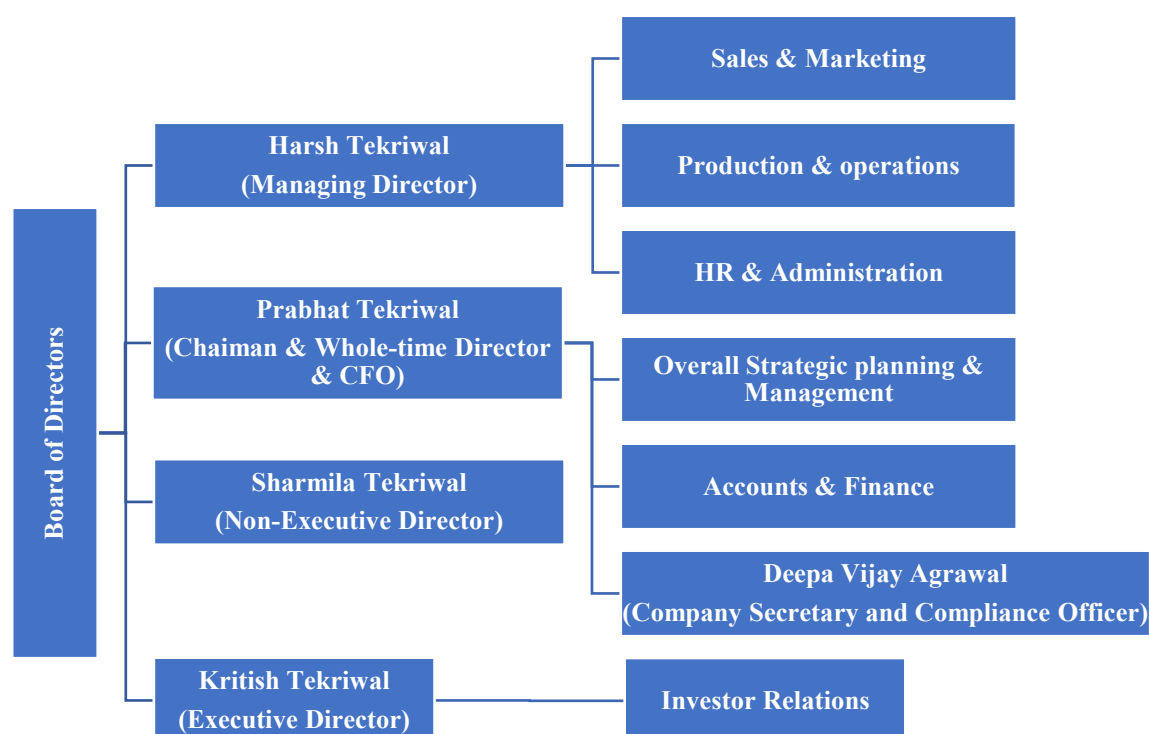 Board of Directors
Harsh Tekriwal
(Managing Director)
Sales & Marketing
Production & operations
HR & Administration
Prabhat Tekriwal
(Chaiman & Whole-time Director
& CFO)
Overall Strategic planning &
Management
Accounts & Finance
Deepa Vijay Agrawal
(Company Secretary and Compliance Officer)
Sharmila Tekriwal
(Non-Executive Director)
Kritish Tekriwal
(Executive Director)
Investor Relations